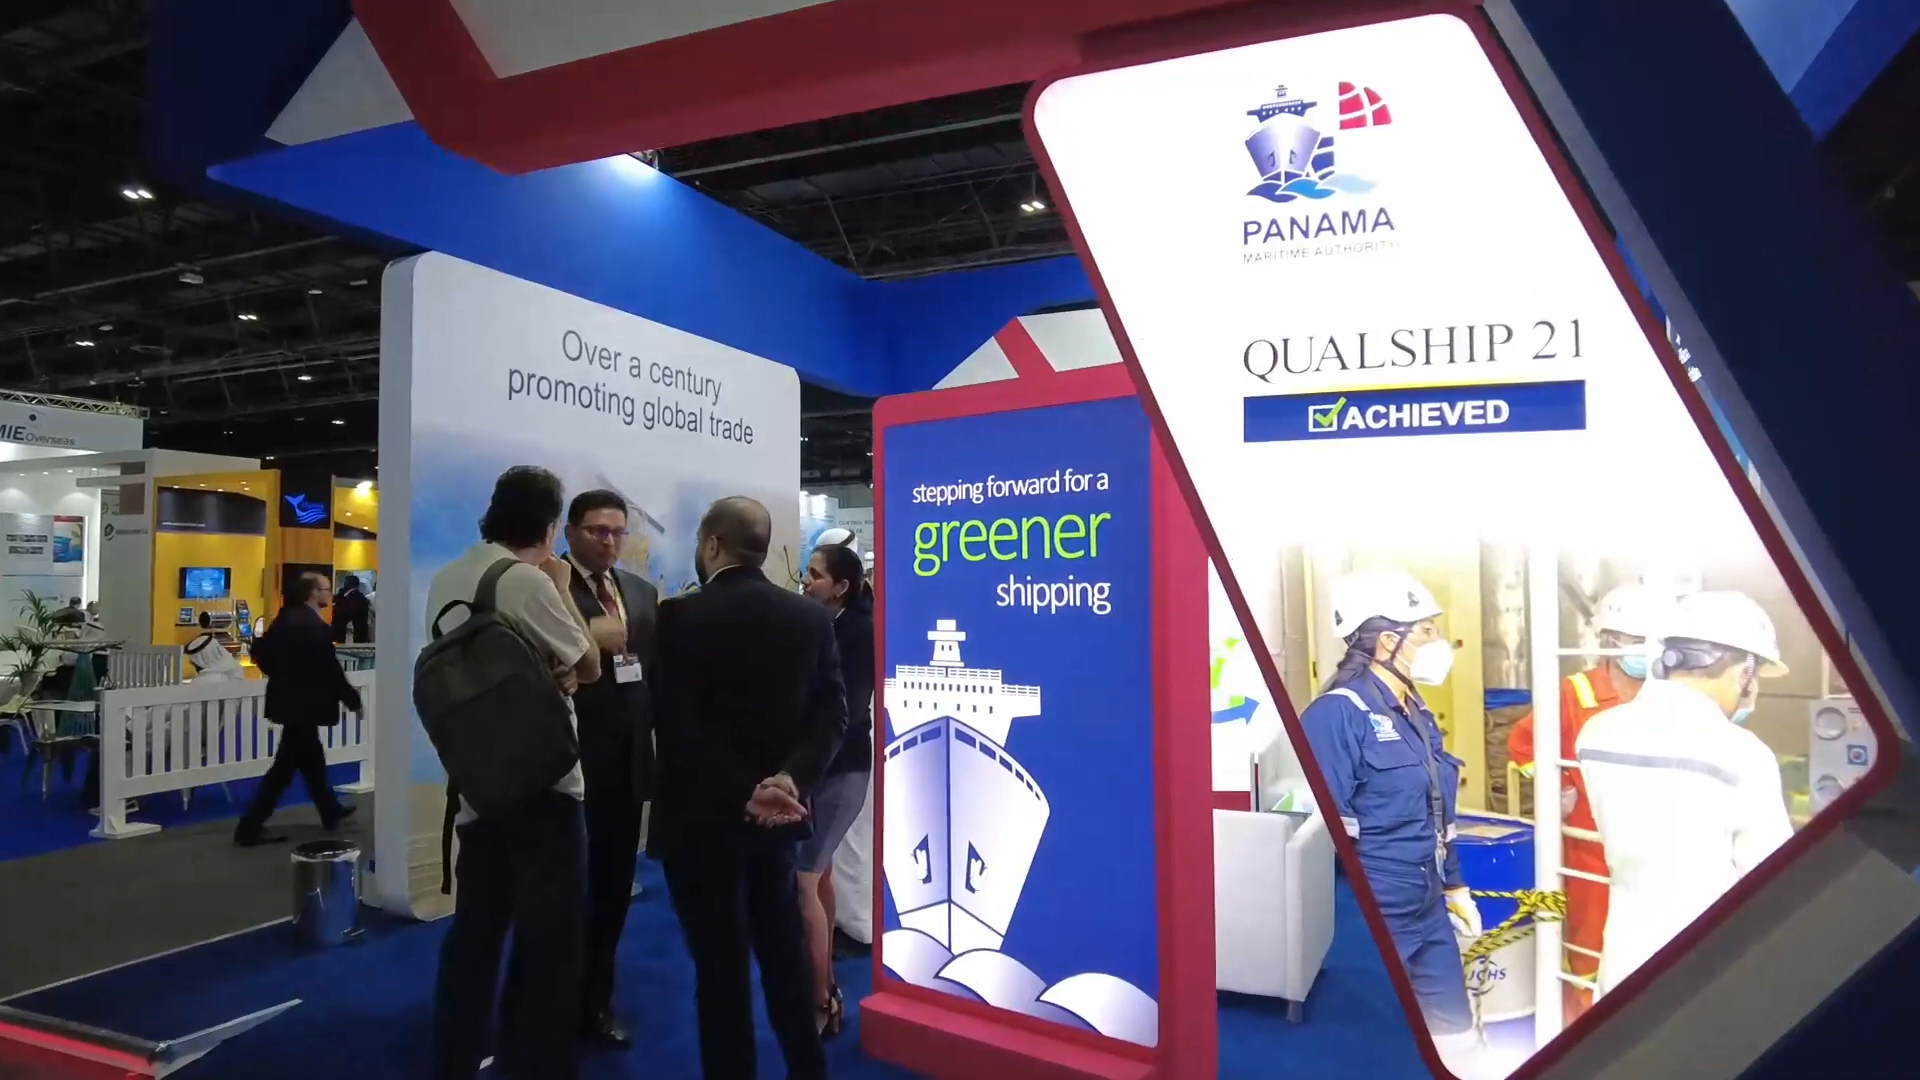 PANAMA
MARITIME AUTHORITY
QUALSHIP 21
ACHIEVED
Over a century
promoting global trade
stepping forward for a
greener
shipping
MIE Overseas